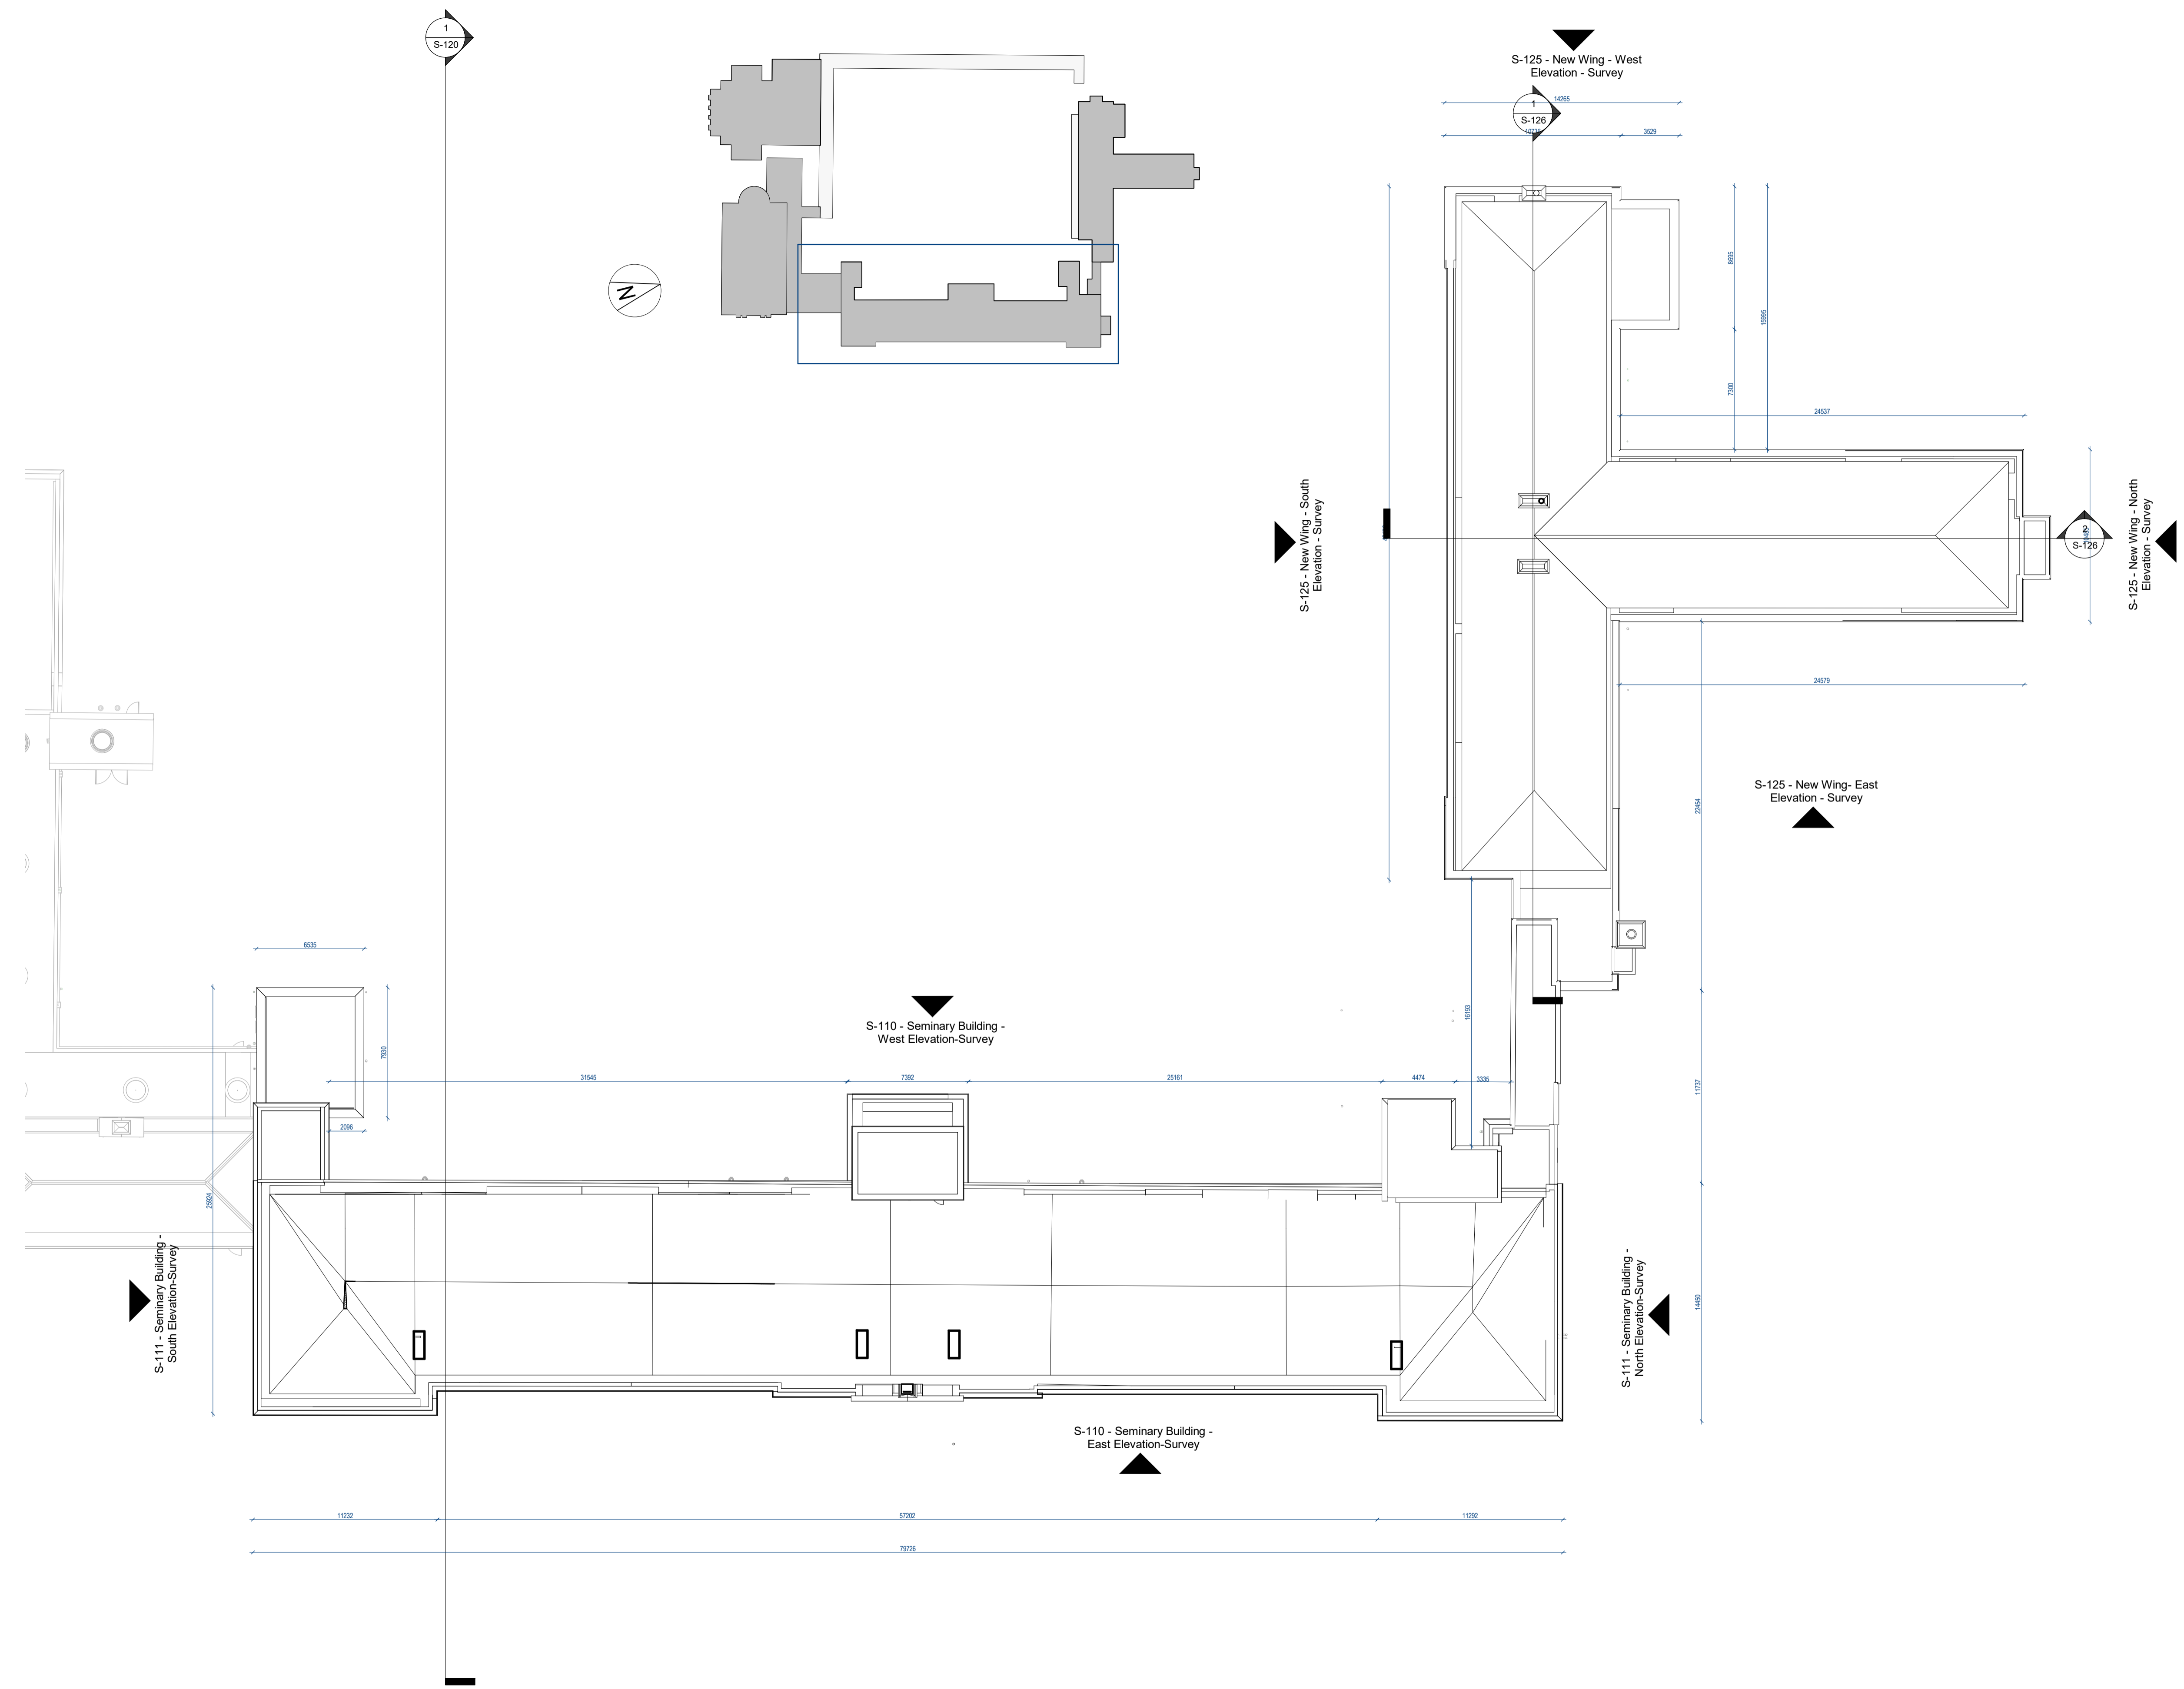 1
S-120
S-125 - New Wing - West
Elevation - Survey
14265
1
S-126
10736
3529
N
8695
15995
7300
24537
S-125 - New Wing - South
Elevation - Survey
2
S-126
S-125 - New Wing - North
Elevation - Survey
24579
S-125 - New Wing- East
Elevation - Survey
22454
6535
7930
16193
S-110 - Seminary Building -
West Elevation-Survey
31545
7392
25161
4474
3335
11737
2096
25924
S-111 - Seminary Building -
South Elevation-Survey
S-111 - Seminary Building -
North Elevation-Survey
14450
S-110 - Seminary Building -
East Elevation-Survey
11232
57202
11292
79726